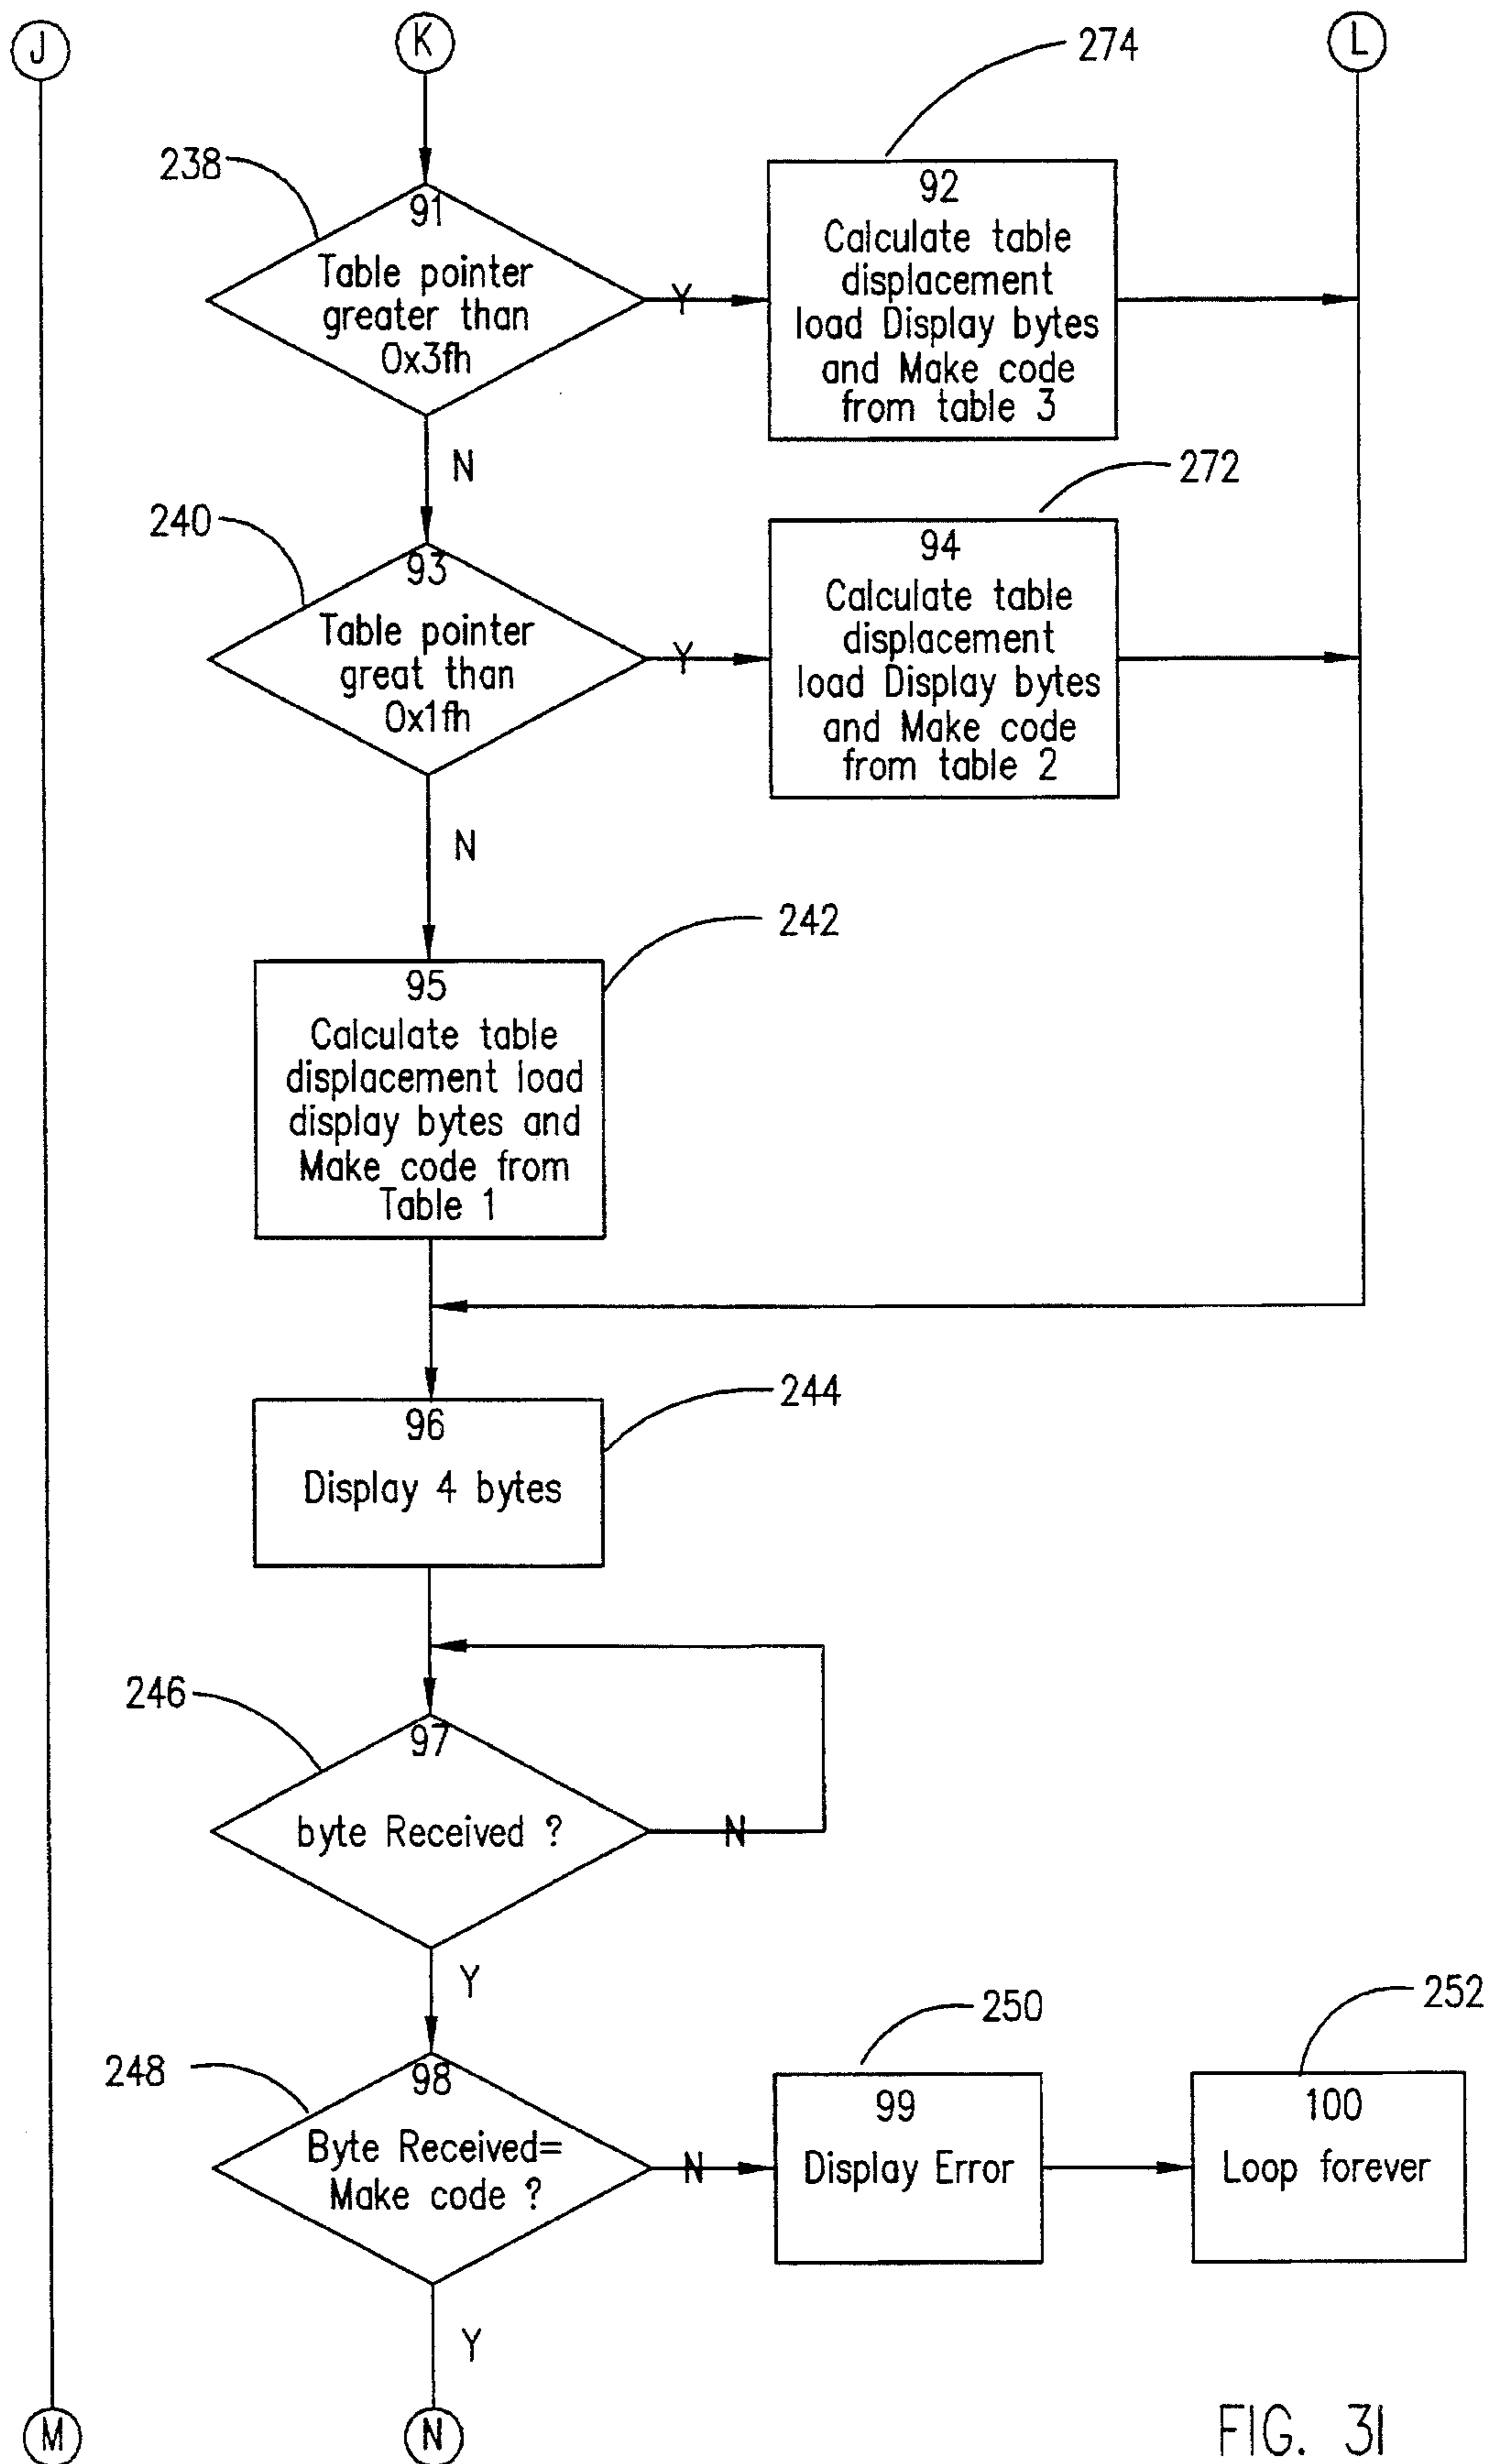 J
K
L
274
238
91
Table pointer
greater than
0x3fh
Y
92
Calculate table
displacement
load Display bytes
and Make code
from table 3
N
272
240
93
Table pointer
great than
0x1fh
Y
94
Calculate table
displacement
load Display bytes
and Make code
from table 2
N
242
95
Calculate table
displacement load
display bytes and
Make code from
Table 1
244
96
Display 4 bytes
246
97
byte Received ?
N
Y
248
98
Byte Received=
Make code ?
N
250
99
Display Error
252
100
Loop forever
Y
M
N
FIG. 3I